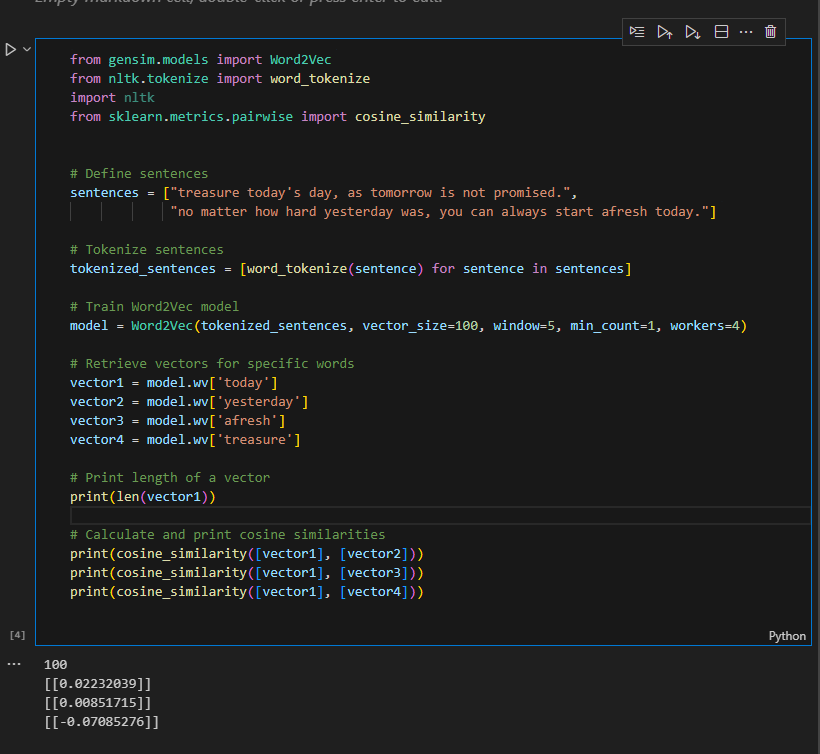 Empty markdown cell, double-click or press enter to edit.
from gensim.models import Word2Vec
from nltk.tokenize import word_tokenize
import nltk
from sklearn.metrics.pairwise import cosine_similarity
# Define sentences
sentences = ["treasure today's day, as tomorrow is not promised.",
"no matter how hard yesterday was, you can always start afresh today."]
# Tokenize sentences
tokenized_sentences = [word_tokenize(sentence) for sentence in sentences]
# Train Word2Vec model
model = Word2Vec(tokenized_sentences, vector_size=100, window=5, min_count=1, workers=4)
# Retrieve vectors for specific words
vector1 = model.wv['today']
vector2 = model.wv['yesterday']
vector3 = model.wv['afresh']
vector4 = model.wv['treasure']
# Print length of a vector
print(len(vector1))
# Calculate and print cosine similarities
print(cosine_similarity([vector1], [vector2]))
print(cosine_similarity([vector1], [vector3]))
print(cosine_similarity([vector1], [vector4]))
[4]
Python
100
[[0.02232039]]
[[0.00851715]]
[[-0.07085276]]